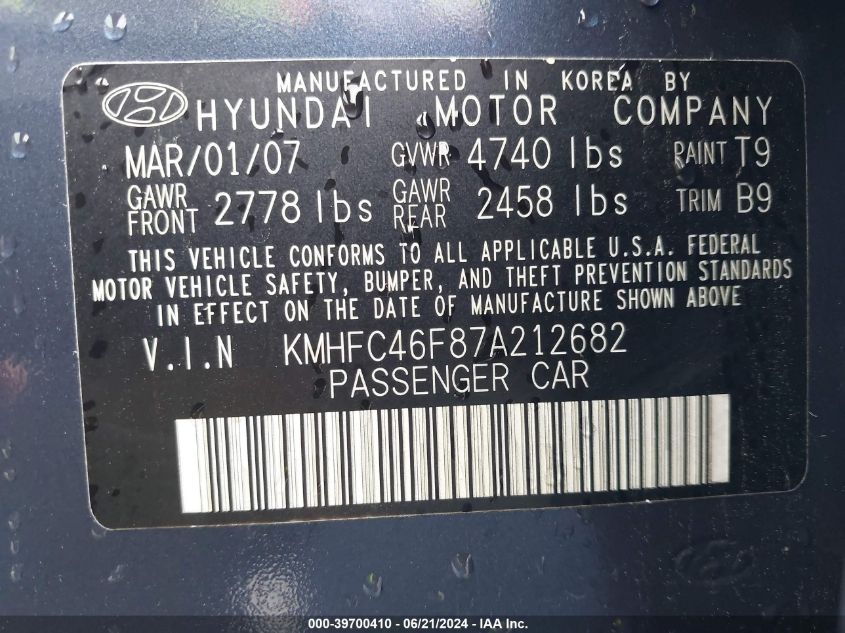 MANUFACTURED IN KOREA BY
HYUNDAI MOTOR COMPANY
MAR/01/07 GVWR 4740 lbs PAINT T9
GAWR FRONT 2778 lbs GAWR REAR 2458 lbs TRIM B9
THIS VEHICLE CONFORMS TO ALL APPLICABLE U.S.A. FEDERAL
MOTOR VEHICLE SAFETY, BUMPER, AND THEFT PREVENTION STANDARDS
IN EFFECT ON THE DATE OF MANUFACTURE SHOWN ABOVE
V.I.N KMHFC46F87A212682
PASSENGER CAR
000-39700410 - 06/21/2024 - IAA Inc.